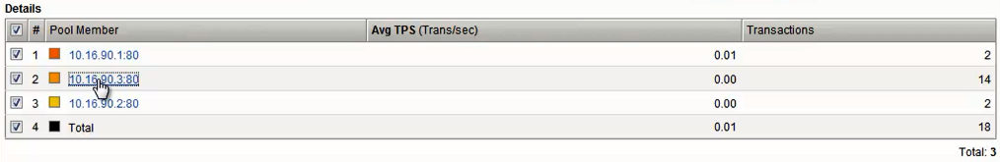 Details
# Pool Member Avg TPS (Trans/sec) Transactions
1 10.16.90.1:80 0.01 2
2 10.16.90.3:80 0.00 14
3 10.16.90.2:80 0.00 2
4 Total 0.01 18
Total: 3